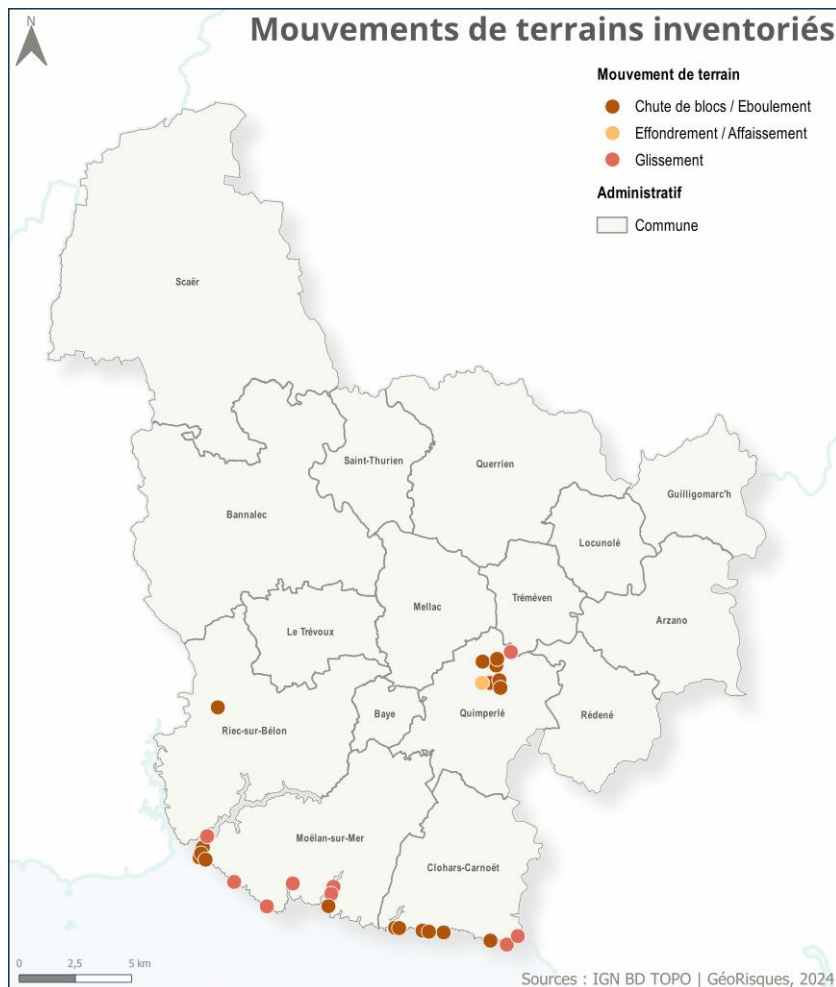 Mouvements de terrains inventoriés
N
Mouvement de terrain
Chute de blocs / Eboulement
Effondrement / Affaissement
Glissement
Administratif
Commune
Scaër
Saint-Thurien
Querrien
Guilligomarc'h
Bannalec
Locunolé
Mellac
Tréméven
Arzano
Le Trévoux
Riec-sur-Bélon
Baye
Quimperlé
Rédené
Moëlan-sur-Mer
Clohars-Carnoët
0 2,5 5 km
Sources : IGN BD TOPO | GéoRisques, 2024